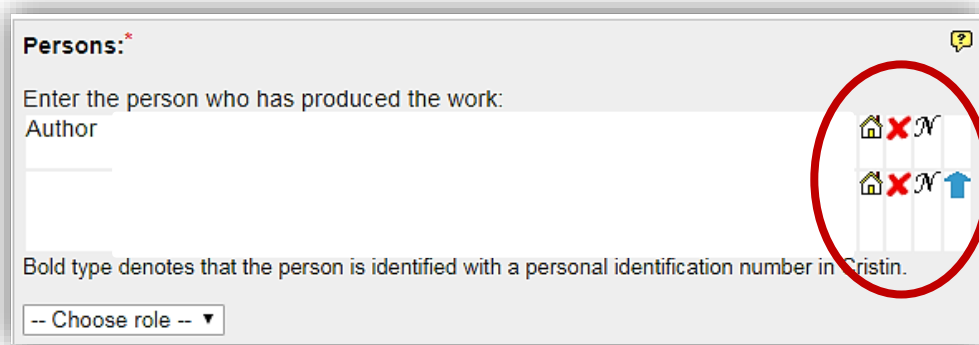 Persons:*
?
Enter the person who has produced the work:
Author
N
N
Bold type denotes that the person is identified with a personal identification number in Cristin.
-- Choose role --